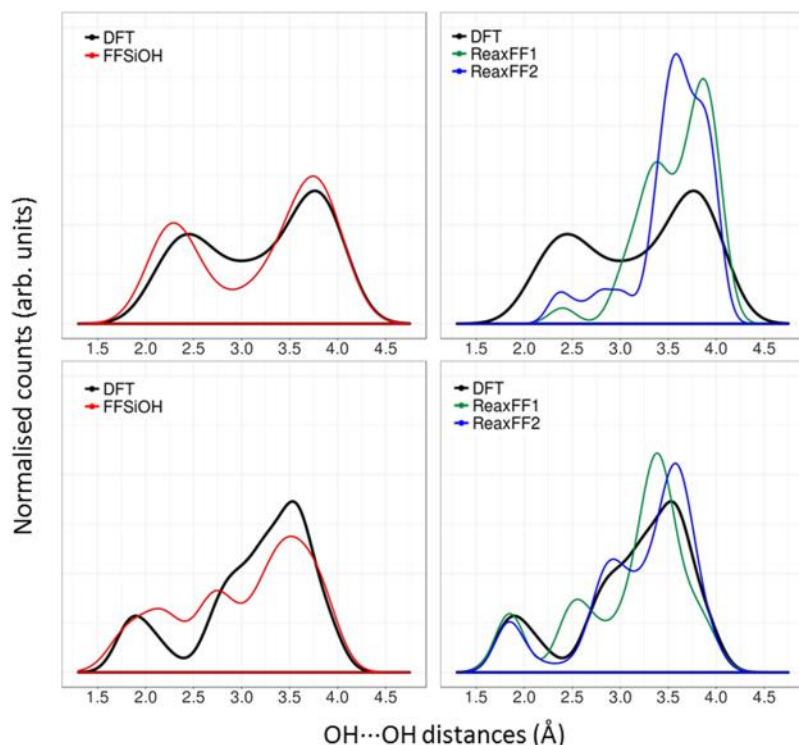 DFT
FFSiOH
DFT
ReaxFF1
ReaxFF2
1.5 2.0 2.5 3.0 3.5 4.0 4.5
1.5 2.0 2.5 3.0 3.5 4.0 4.5
Normalised counts (arb. units)
DFT
FFSiOH
DFT
ReaxFF1
ReaxFF2
1.5 2.0 2.5 3.0 3.5 4.0 4.5
1.5 2.0 2.5 3.0 3.5 4.0 4.5
OH···OH distances (Å)